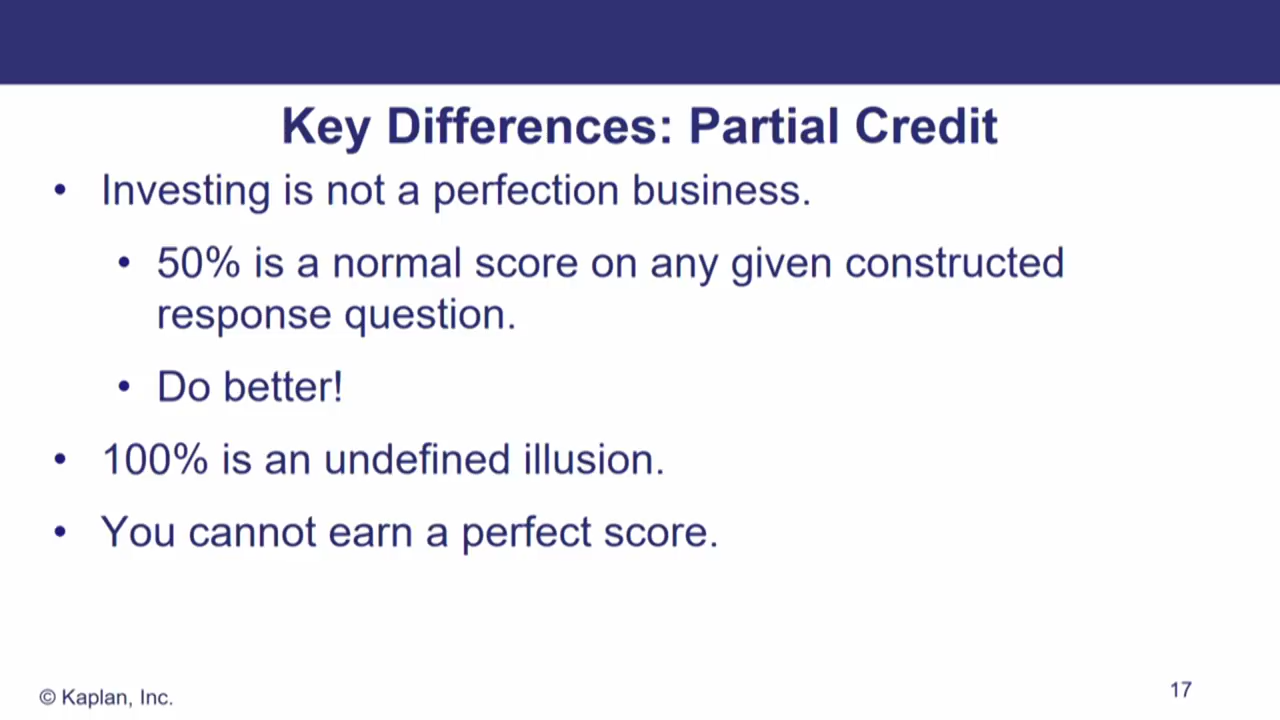 Key Differences: Partial Credit
• Investing is not a perfection business.
• 50% is a normal score on any given constructed
response question.
• Do better!
• 100% is an undefined illusion.
• You cannot earn a perfect score.
© Kaplan, Inc.
17